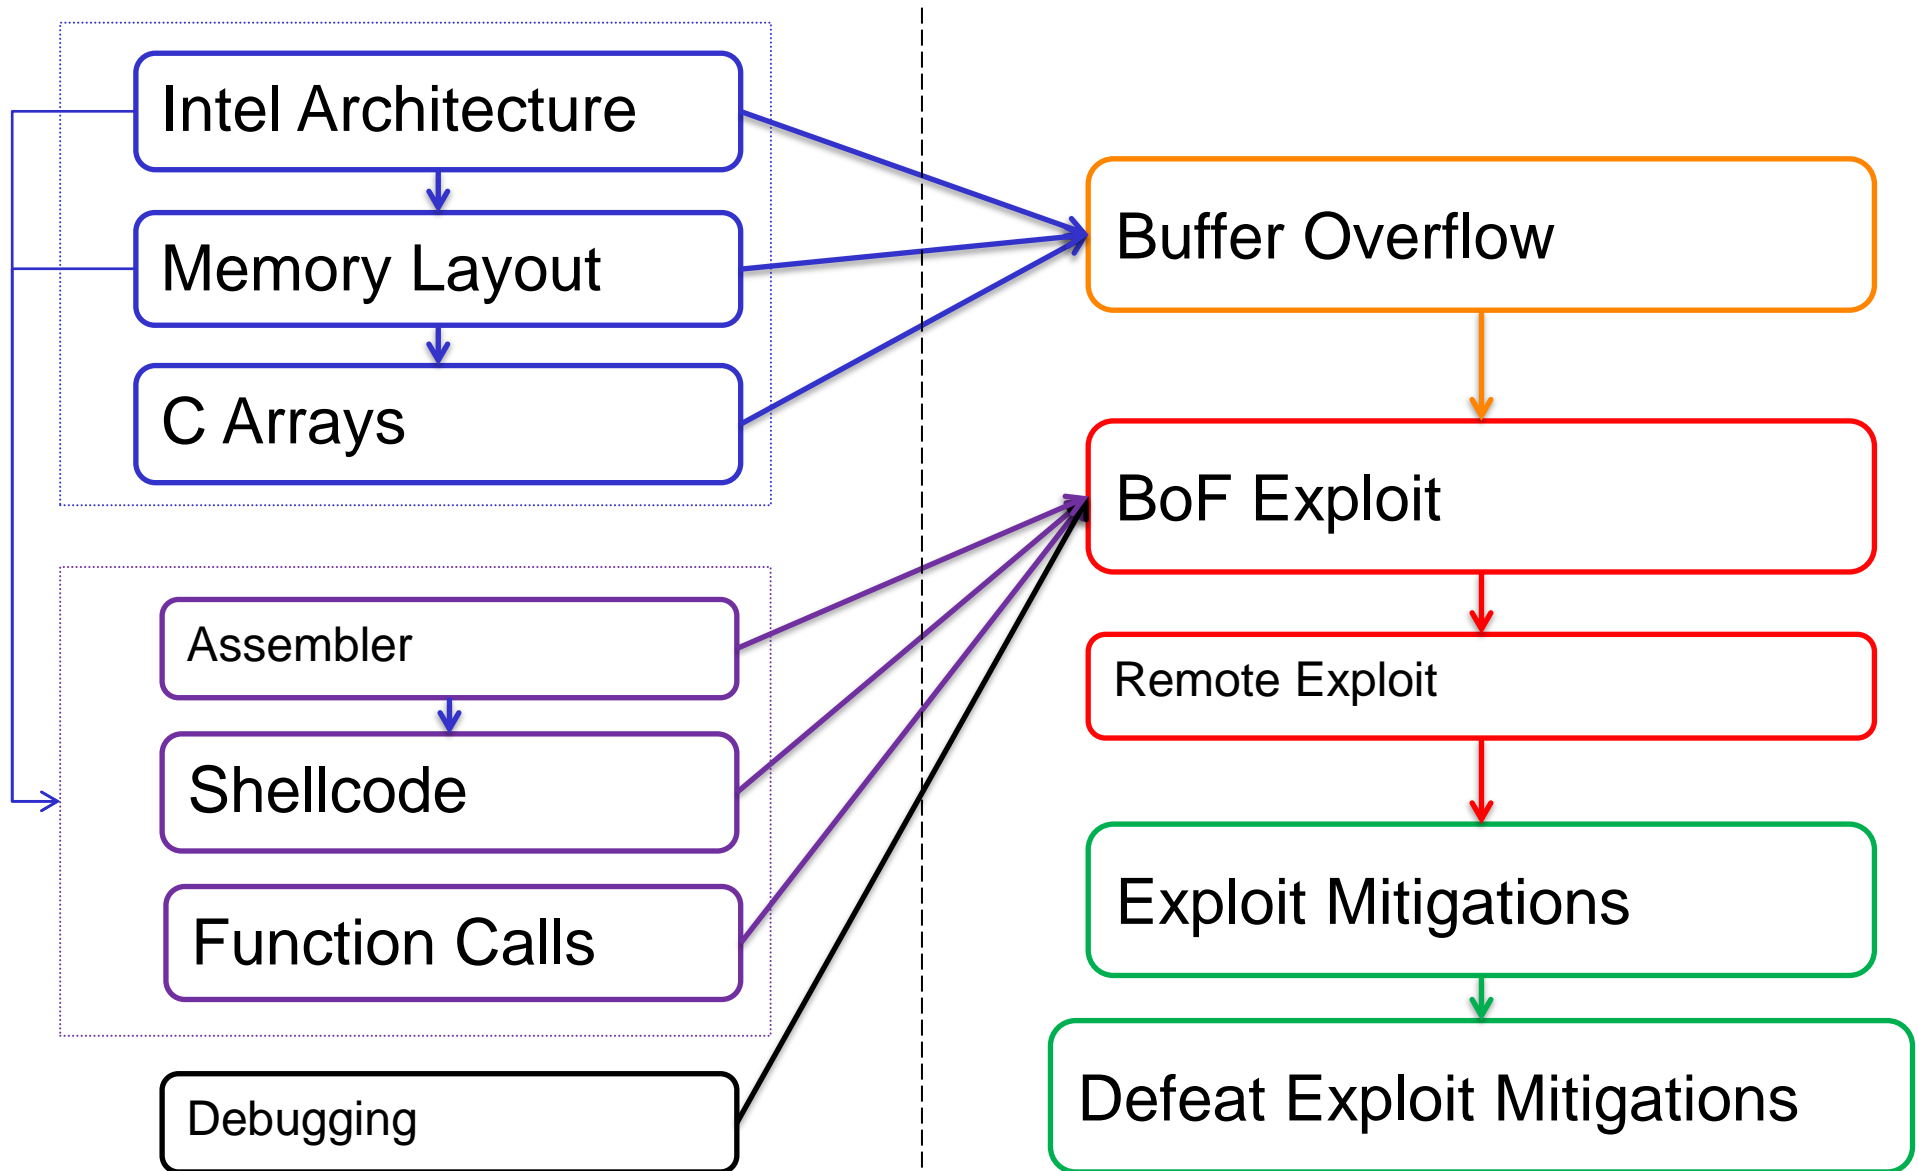 Intel Architecture
Memory Layout
C Arrays
Assembler
Shellcode
Function Calls
Debugging
Buffer Overflow
BoF Exploit
Remote Exploit
Exploit Mitigations
Defeat Exploit Mitigations